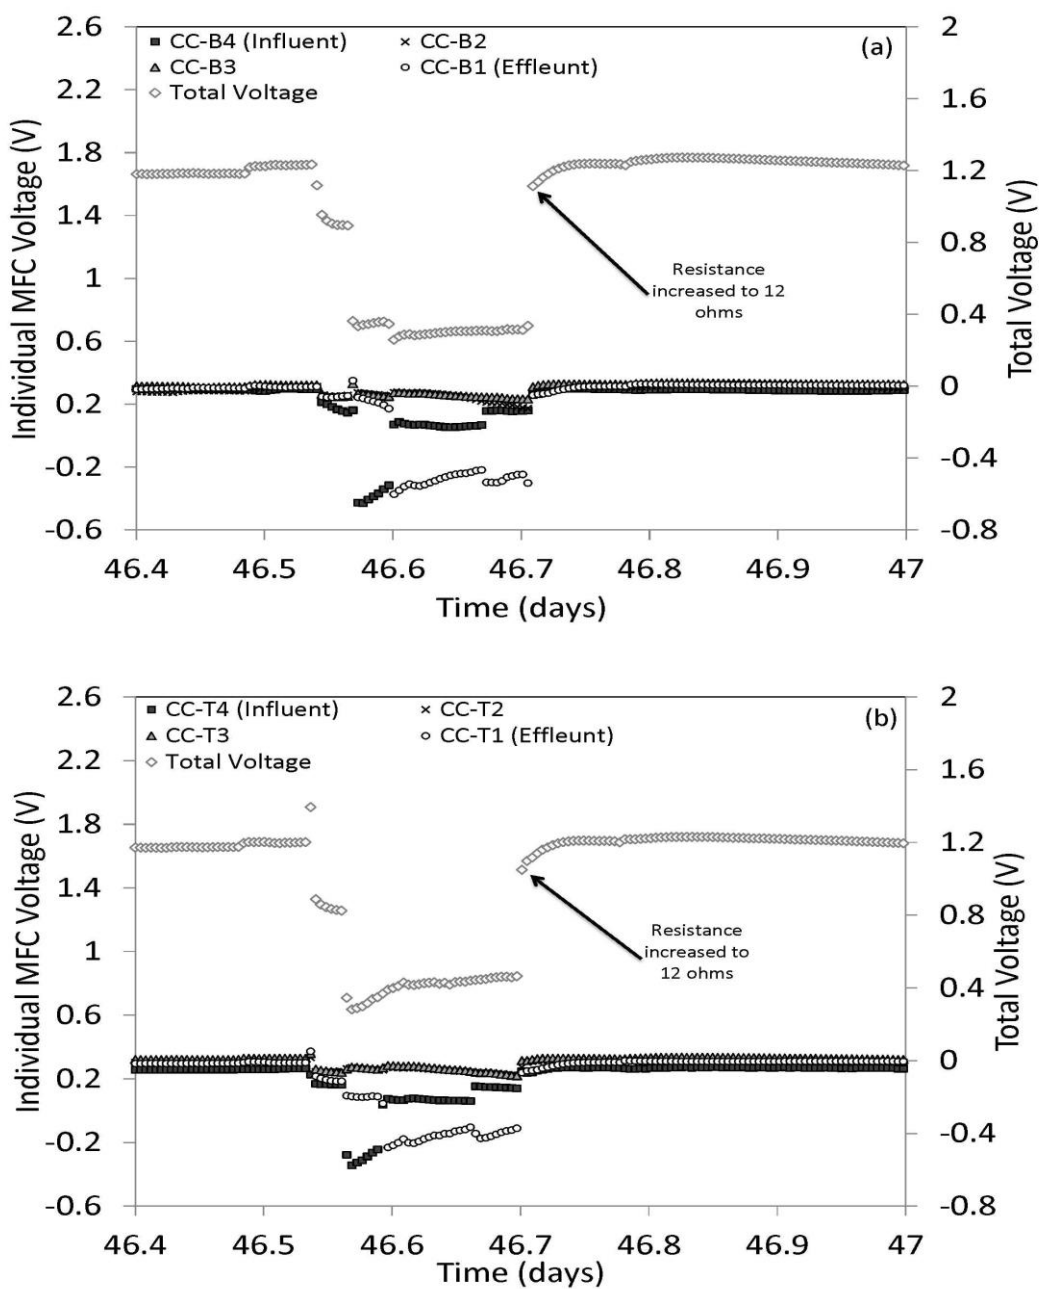 2.6
2.2
1.8
1.4
1
0.6
0.2
-0.2
-0.6
Individual MFC Voltage (V)
CC-B4 (Influent)
CC-B2
CC-B3
CC-B1 (Effleunt)
Total Voltage
(a)
Resistance
increased to 12
ohms
2
1.6
1.2
0.8
0.4
0
-0.4
-0.8
Total Voltage (V)
46.4 46.5 46.6 46.7 46.8 46.9 47
Time (days)
2.6
2.2
1.8
1.4
1
0.6
0.2
-0.2
-0.6
Individual MFC Voltage (V)
CC-T4 (Influent)
CC-T2
CC-T3
CC-T1 (Effleunt)
Total Voltage
(b)
Resistance
increased to
12 ohms
2
1.6
1.2
0.8
0.4
0
-0.4
-0.8
Total Voltage (V)
46.4 46.5 46.6 46.7 46.8 46.9 47
Time (days)